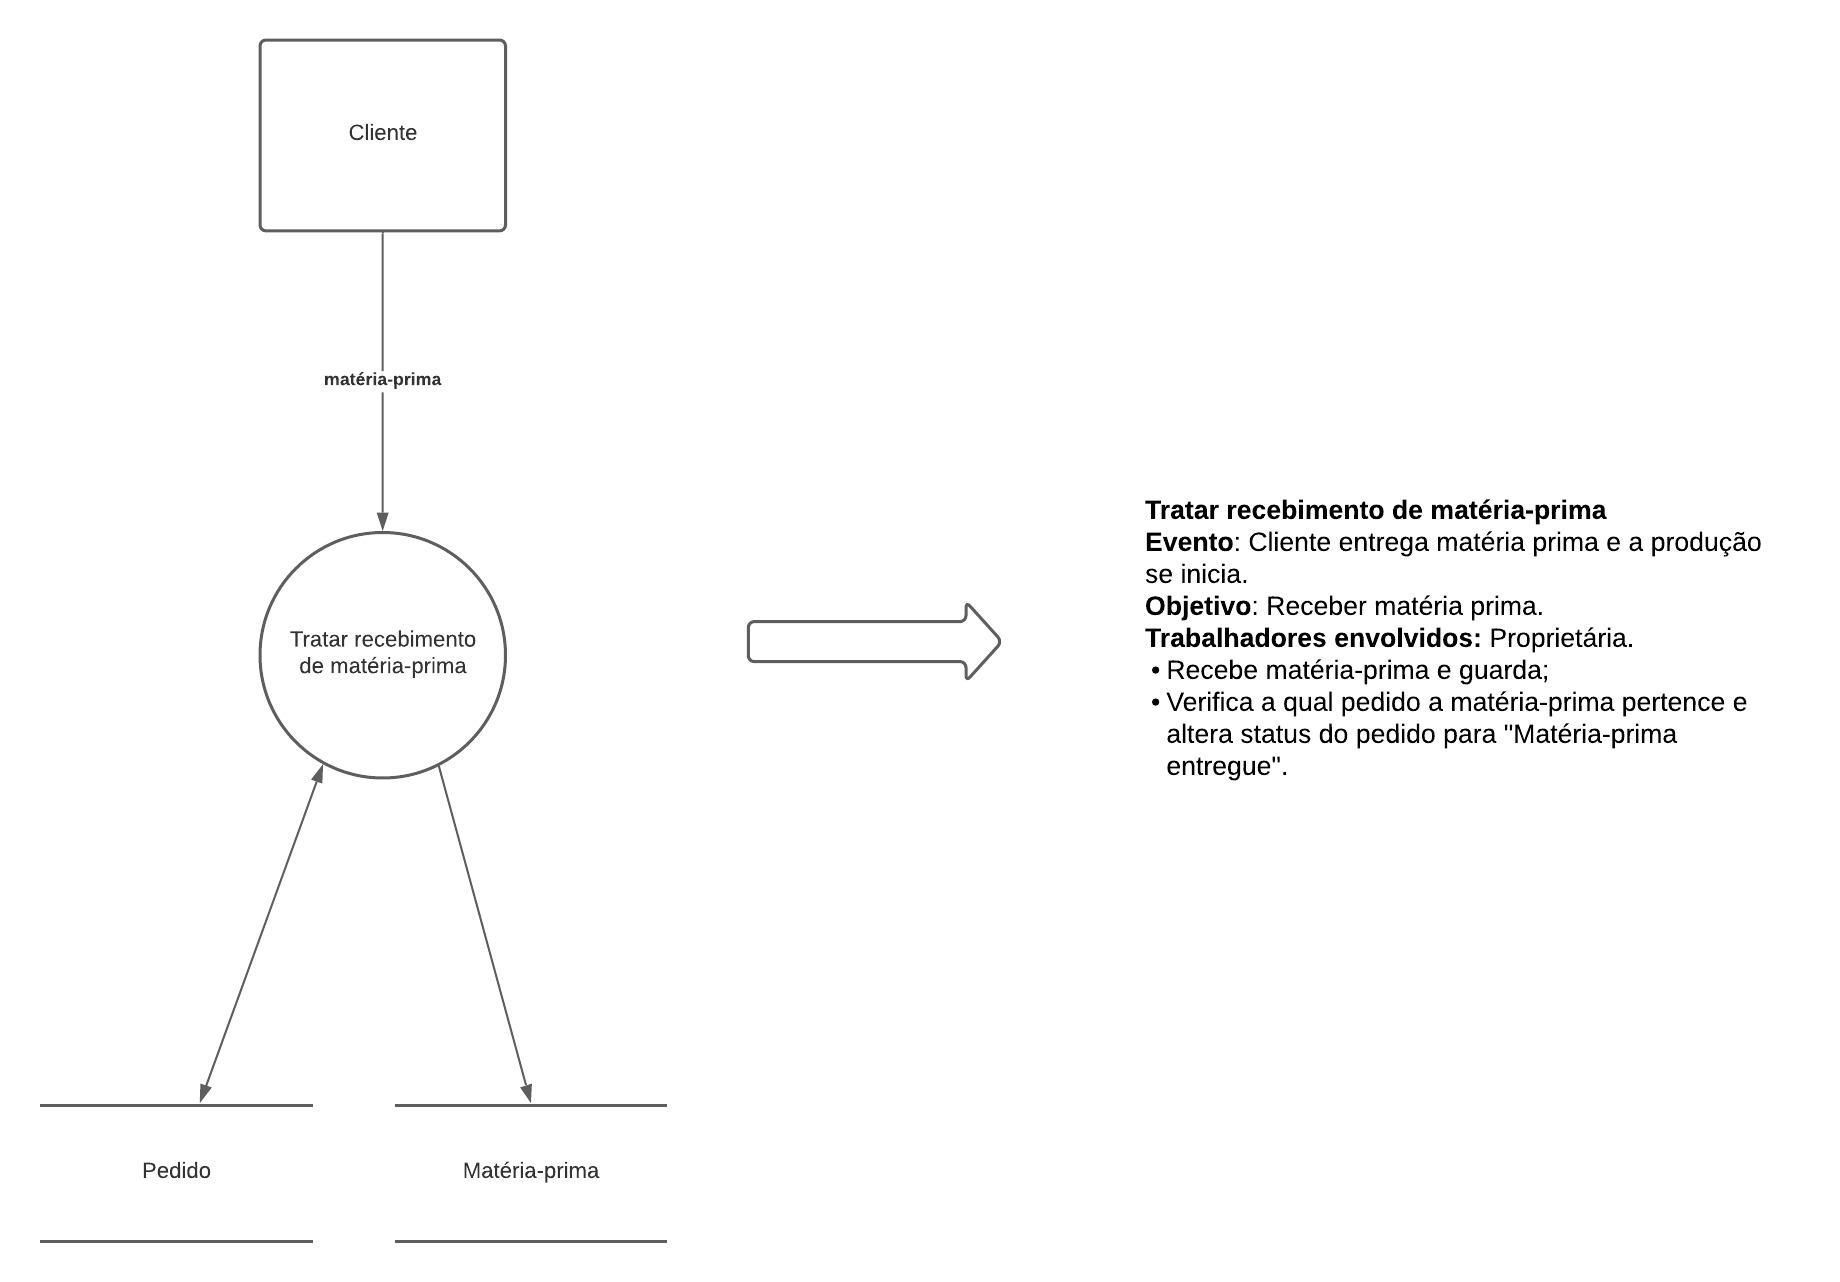 Cliente
matéria-prima
Tratar recebimento
de matéria-prima
Pedido
Matéria-prima
Tratar recebimento de matéria-prima
Evento: Cliente entrega matéria prima e a produção
se inicia.
Objetivo: Receber matéria prima.
Trabalhadores envolvidos: Proprietária.
• Recebe matéria-prima e guarda;
• Verifica a qual pedido a matéria-prima pertence e
altera status do pedido para "Matéria-prima
entregue".